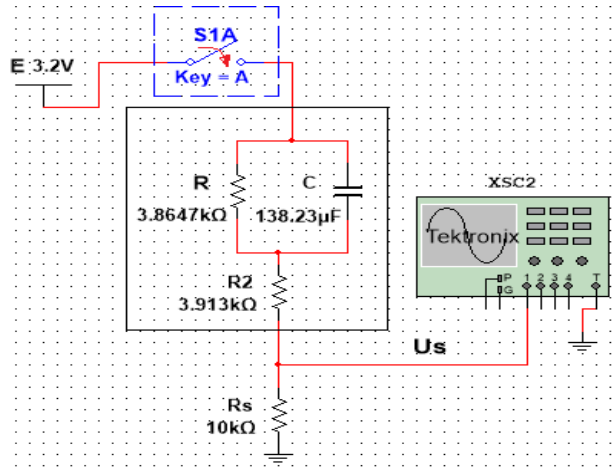 S1A
E 3.2V
Key = A
R
C
3.8647kΩ
138.23µF
XSC2
Tektronix
P
G
1 2 3 4
T
R2
3.913kΩ
Us
Rs
10kΩ